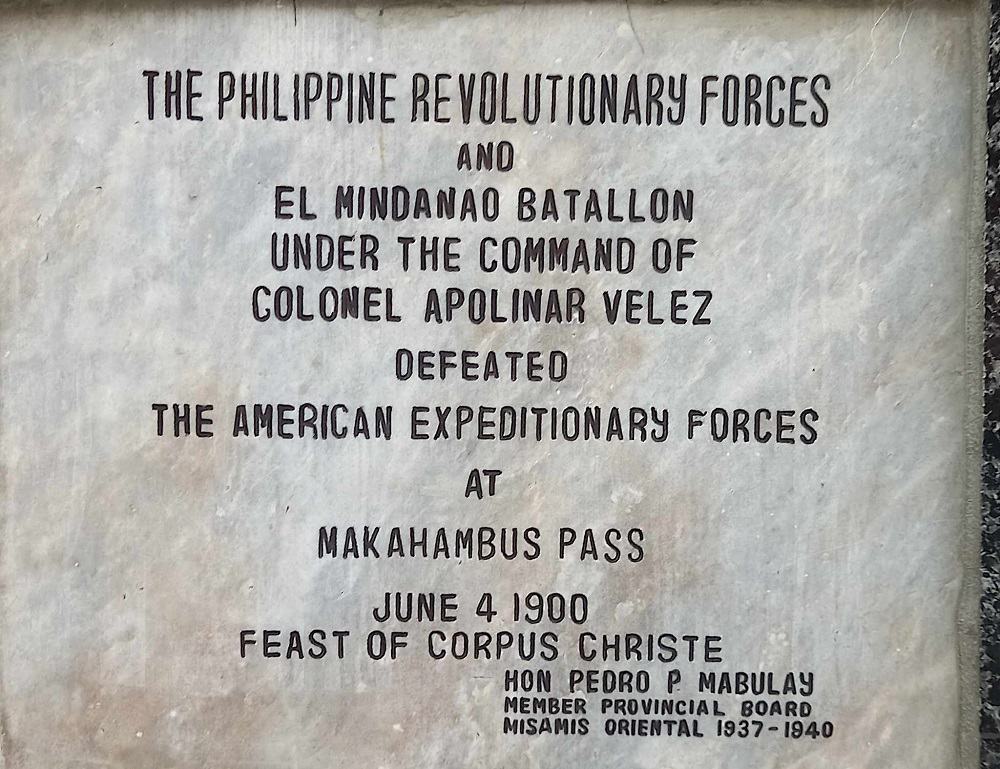 THE PHILIPPINE REVOLUTIONARY FORCES
AND
EL MINDANAO BATALLON
UNDER THE COMMAND OF
COLONEL APOLINAR VELEZ
DEFEATED
THE AMERICAN EXPEDITIONARY FORCES
AT
MAKAHAMBUS PASS
JUNE 4 1900
FEAST OF CORPUS CHRISTE
HON PEDRO P. MABULAY
MEMBER PROVINCIAL BOARD
MISAMIS ORIENTAL 1937-1940